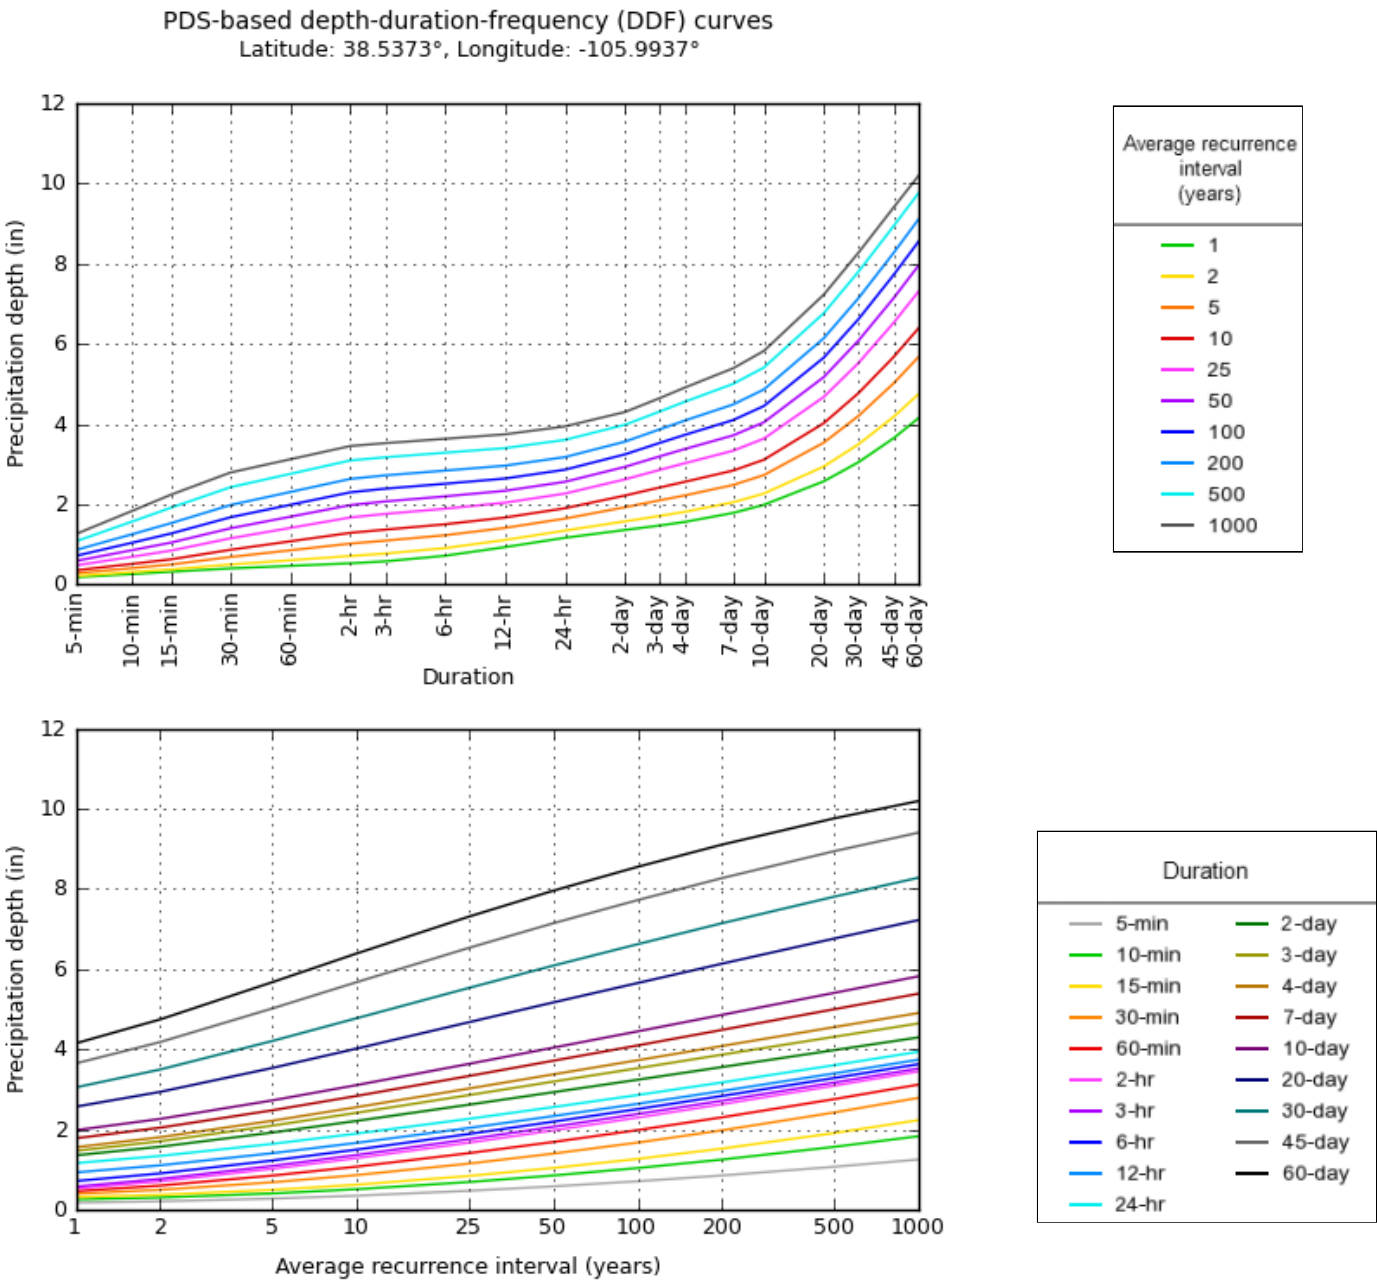 PDS-based depth-duration-frequency (DDF) curves
Latitude: 38.5373°, Longitude: -105.9937°
Precipitation depth (in)
12
10
8
6
4
2
0
5-min
10-min
15-min
30-min
60-min
2-hr
3-hr
6-hr
12-hr
24-hr
2-day
3-day
4-day
7-day
10-day
20-day
30-day
45-day
60-day
Duration
Average recurrence
interval
(years)
1
2
5
10
25
50
100
200
500
1000
Precipitation depth (in)
12
10
8
6
4
2
0
1
2
5
10
25
50
100
200
500
1000
Average recurrence interval (years)
Duration
5-min
10-min
15-min
30-min
60-min
2-hr
3-hr
6-hr
12-hr
24-hr
2-day
3-day
4-day
7-day
10-day
20-day
30-day
45-day
60-day